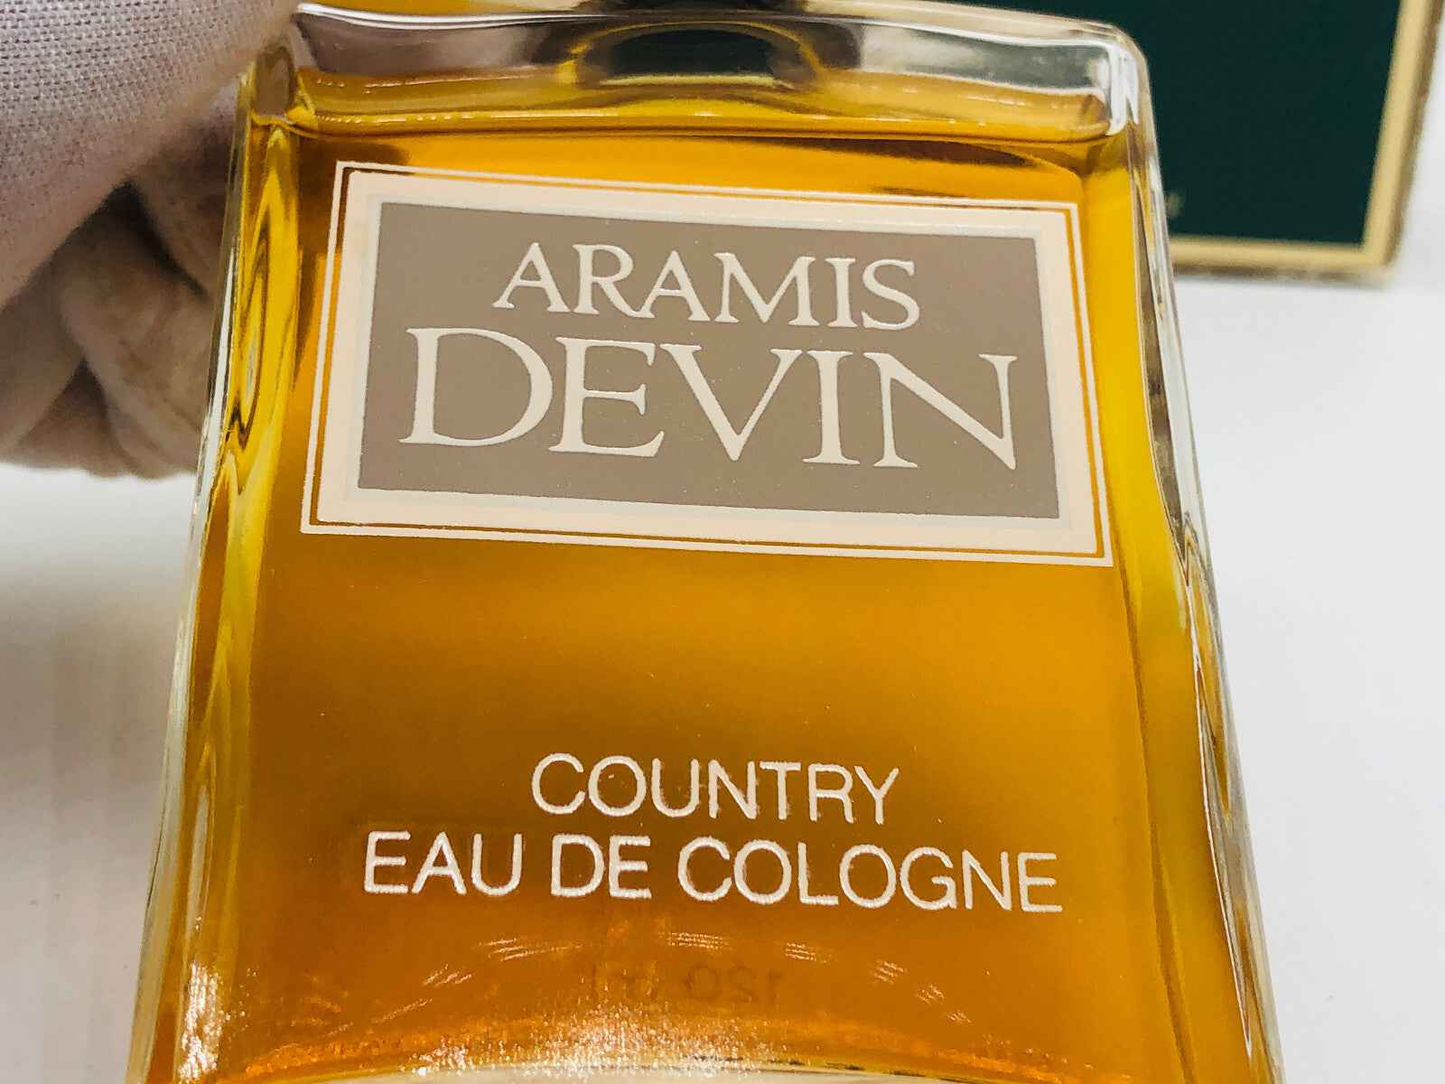 ARAMIS
DEVIN
COUNTRY
EAU DE COLOGNE